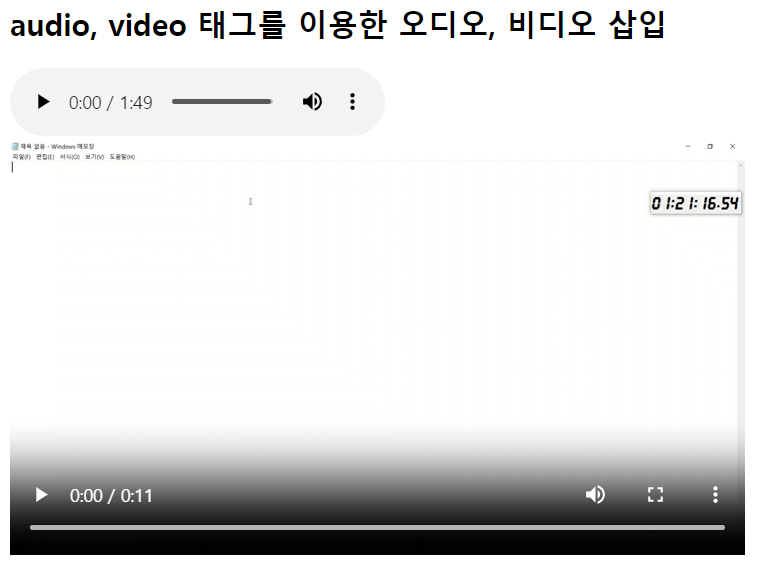 audio, video 태그를 이용한 오디오, 비디오 삽입
0:00 / 1:49
제목 없음 - Windows 메모장
파일(F) 편집(E) 서식(O) 보기(V) 도움말(H)
01:21:16.54
0:00 / 0:11